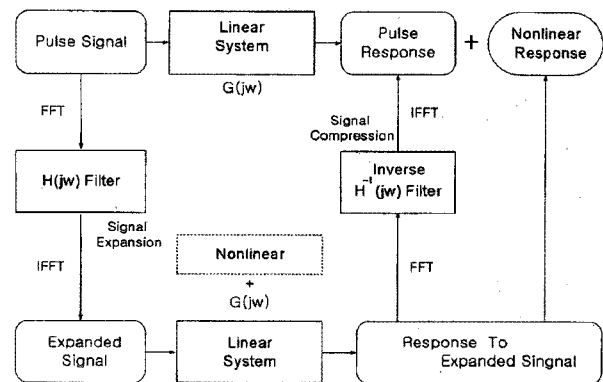 Pulse Signal
Linear
System
G(jw)
Pulse
Response
+
Nonlinear
Response
FFT
Signal
Compression
IFFT
H(jw) Filter
Inverse
H⁻¹(jw) Filter
Signal
Expansion
IFFT
Nonlinear
+
G(jw)
FFT
Expanded
Signal
Linear
System
Response To
Expanded Singnal